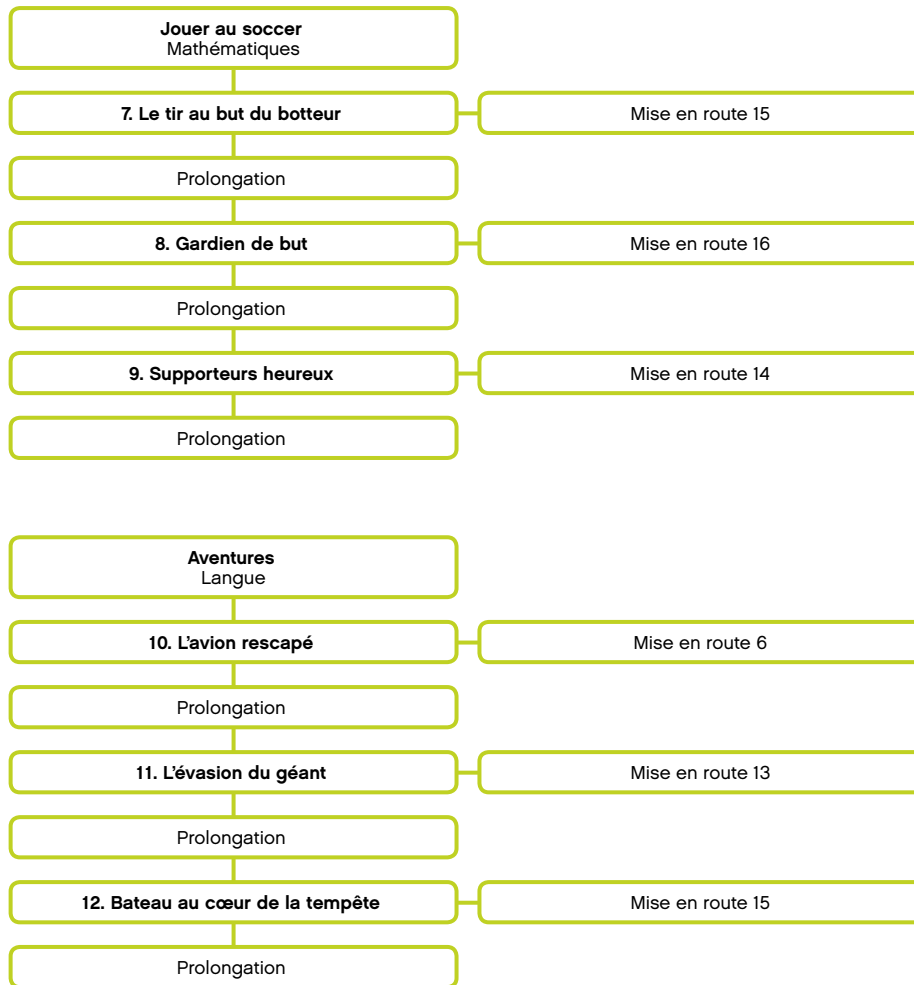 Jouer au soccer
Mathématiques
7. Le tir au but du botteur
Mise en route 15
Prolongation
8. Gardien de but
Mise en route 16
Prolongation
9. Supporteurs heureux
Mise en route 14
Prolongation
Aventures
Langue
10. L'avion rescapé
Mise en route 6
Prolongation
11. L'évasion du géant
Mise en route 13
Prolongation
12. Bateau au cœur de la tempête
Mise en route 15
Prolongation